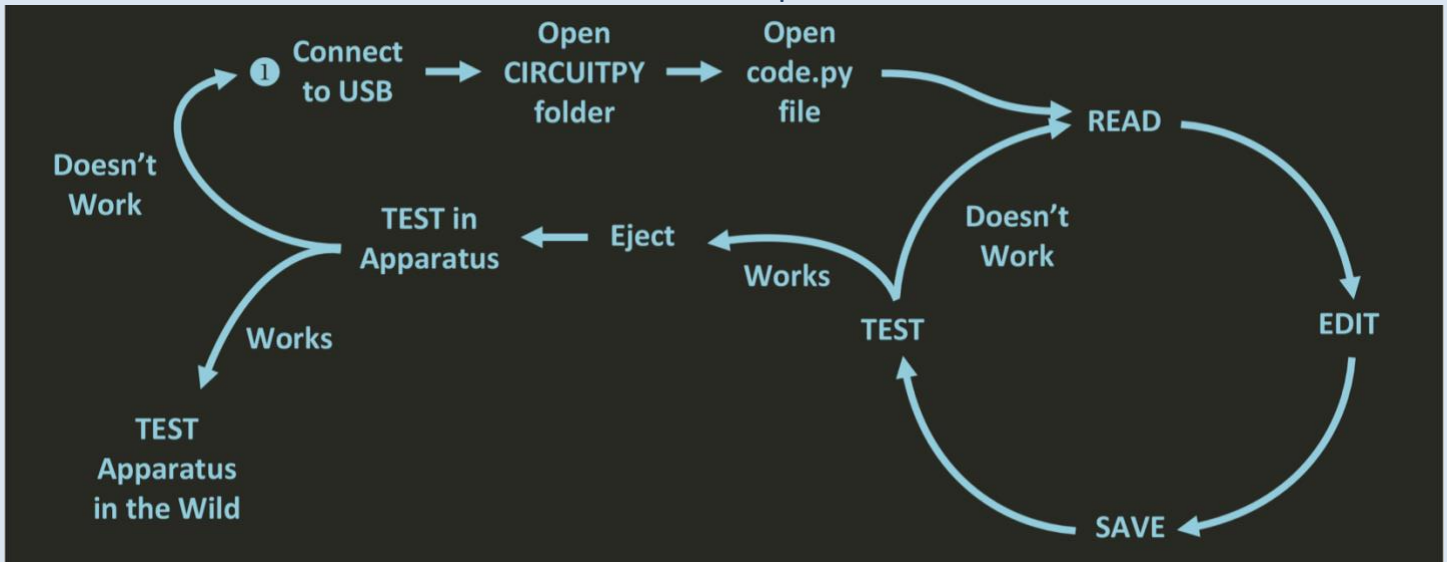 ❶ Connect
to USB
Open
CIRCUITPY
folder
Open
code.py
file
READ
Doesn't
Work
TEST in
Apparatus
Eject
Works
Doesn't
Work
TEST
EDIT
Works
TEST
Apparatus
in the Wild
SAVE